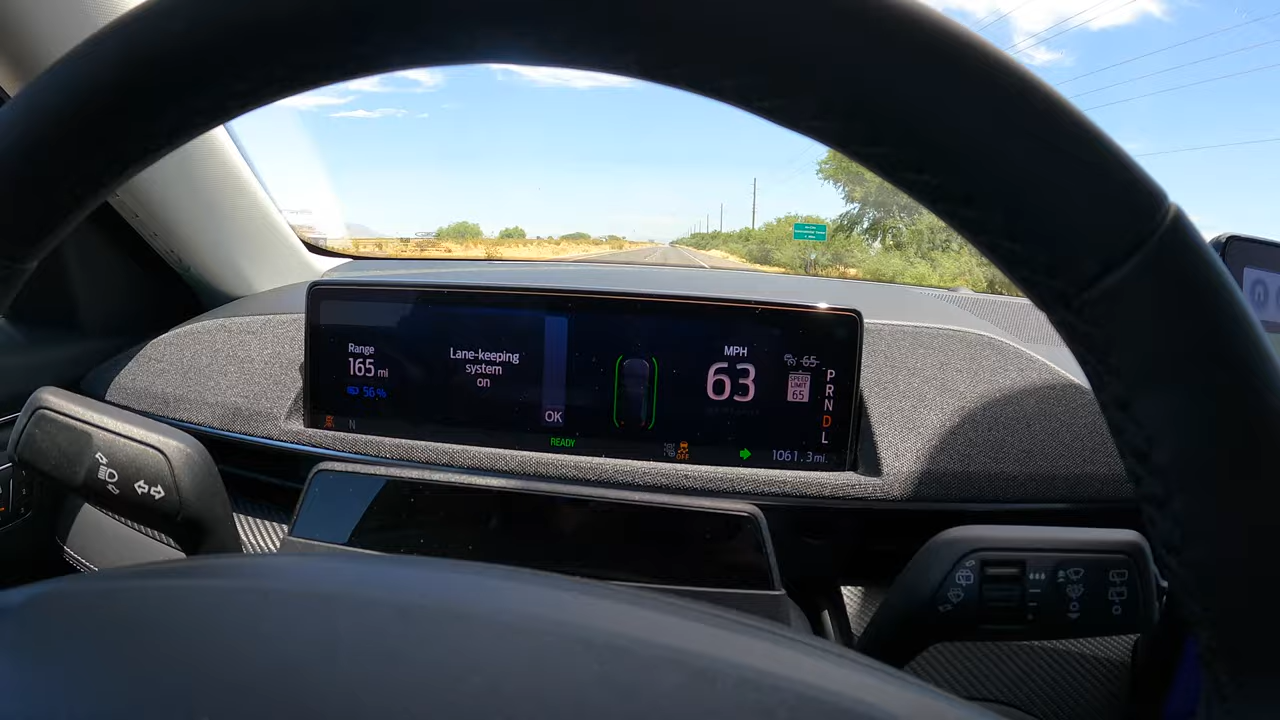 Range
165 mi
56%
N
Lane-keeping
system
on
OK
READY
MPH
63
65
SPEED
LIMIT
65
P
R
N
D
L
OFF
1061.3 mi